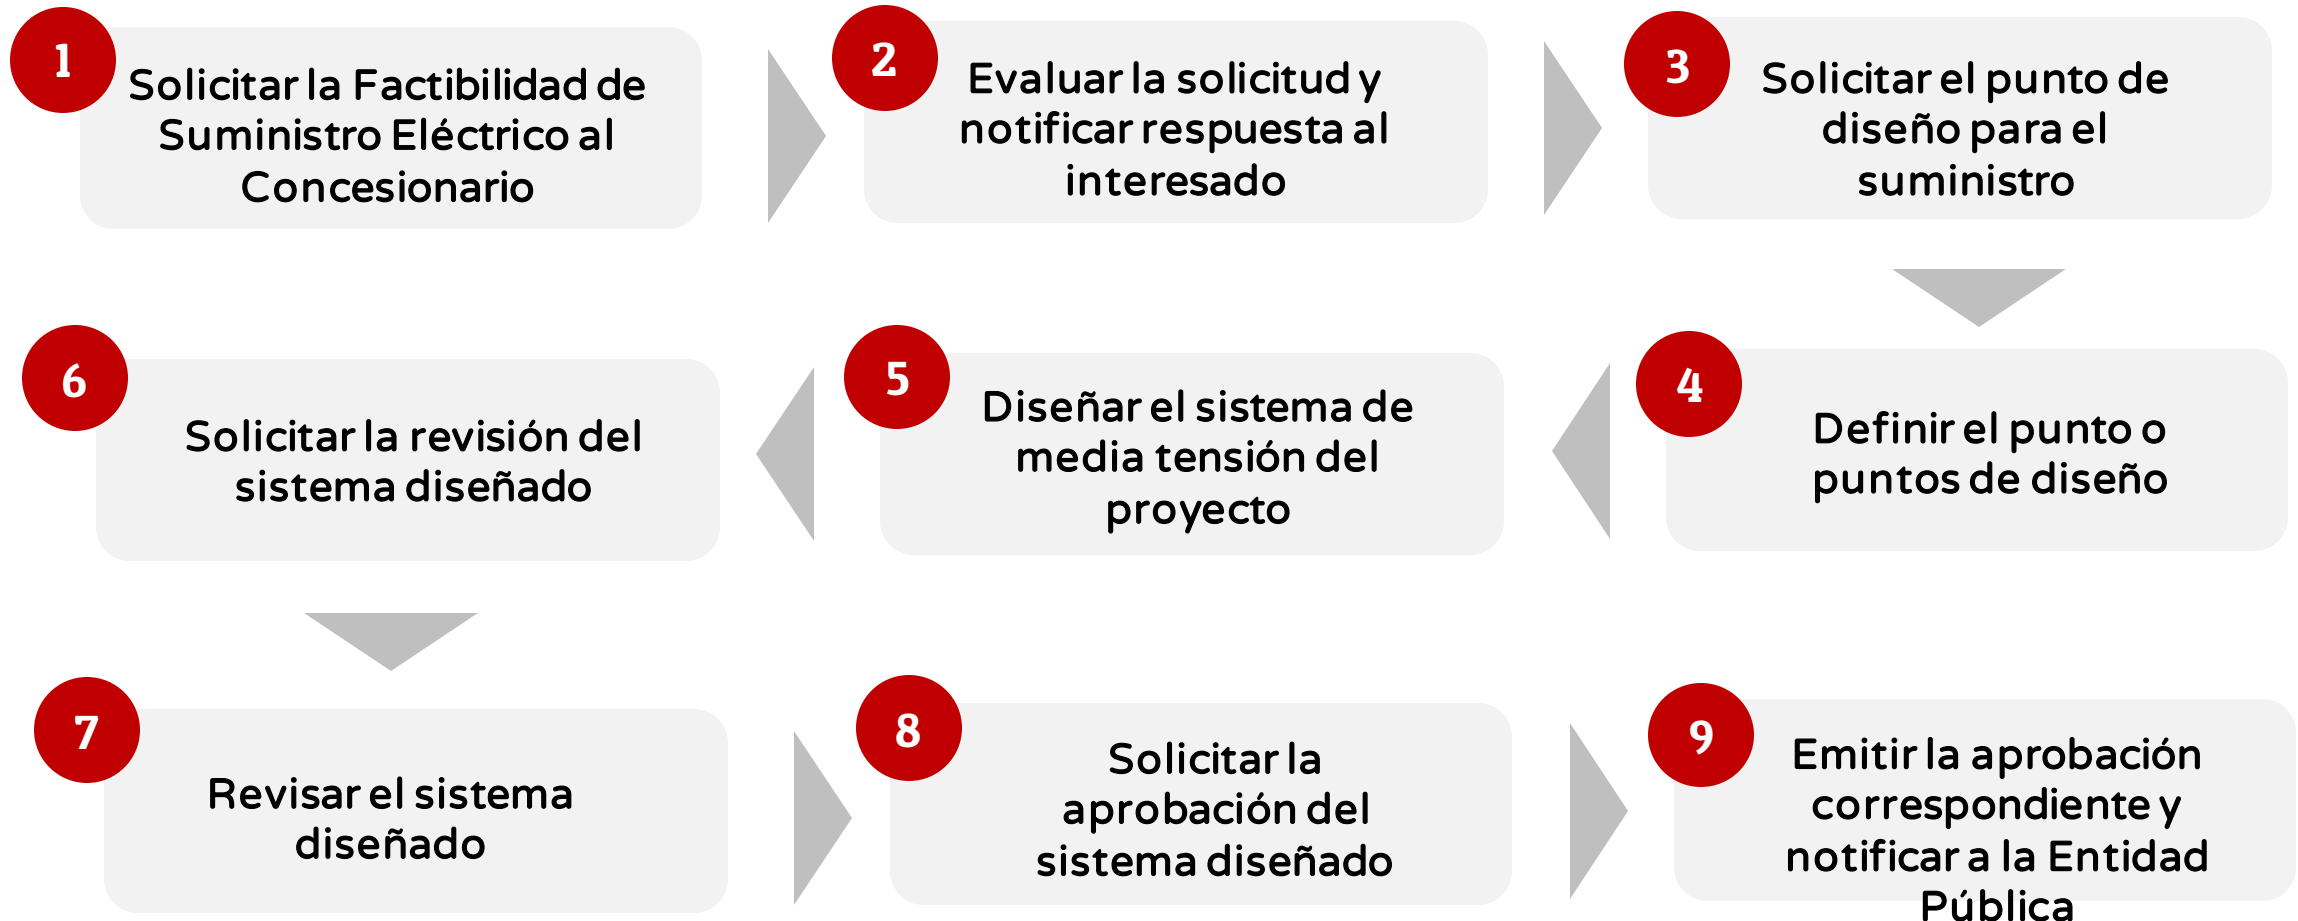 1
Solicitar la Factibilidad de
Suministro Eléctrico al
Concesionario
2
Evaluar la solicitud y
notificar respuesta al
interesado
3
Solicitar el punto de
diseño para el
suministro
4
Definir el punto o
puntos de diseño
5
Diseñar el sistema de
media tensión del
proyecto
6
Solicitar la revisión del
sistema diseñado
7
Revisar el sistema
diseñado
8
Solicitar la
aprobación del
sistema diseñado
9
Emitir la aprobación
correspondiente y
notificar a la Entidad
Pública